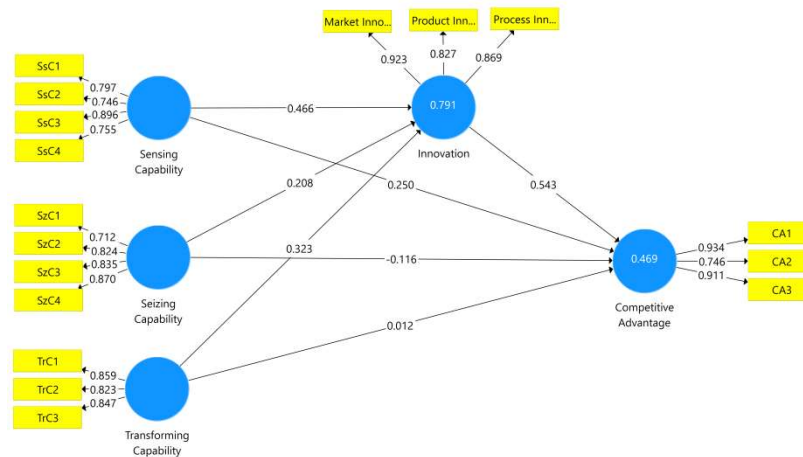 Market Inno...
Product Inn...
Process Inn...
0.923
0.827
0.869
SsC1
SsC2
SsC3
SsC4
0.797
0.746
0.896
0.755
Sensing
Capability
0.466
0.791
Innovation
0.208
0.250
0.543
SzC1
SzC2
SzC3
SzC4
0.712
0.824
0.835
0.870
Seizing
Capability
0.323
-0.116
0.469
Competitive
Advantage
0.934
0.746
0.911
CA1
CA2
CA3
0.012
TrC1
TrC2
TrC3
0.859
0.823
0.847
Transforming
Capability